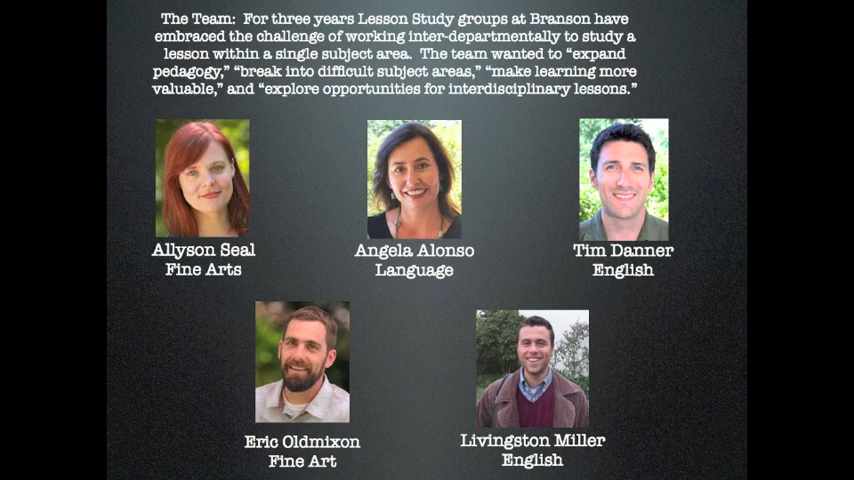 The Team:  For three years Lesson Study groups at Branson have
embraced the challenge of working inter-departmentally to study a
lesson within a single subject area.  The team wanted to “expand
pedagogy,” “break into difficult subject areas,” “make learning more
valuable,” and “explore opportunities for interdisciplinary lessons.”
Allyson Seal
Fine Arts
Angela Alonso
Language
Tim Danner
English
Eric Oldmixon
Fine Art
Livingston Miller
English